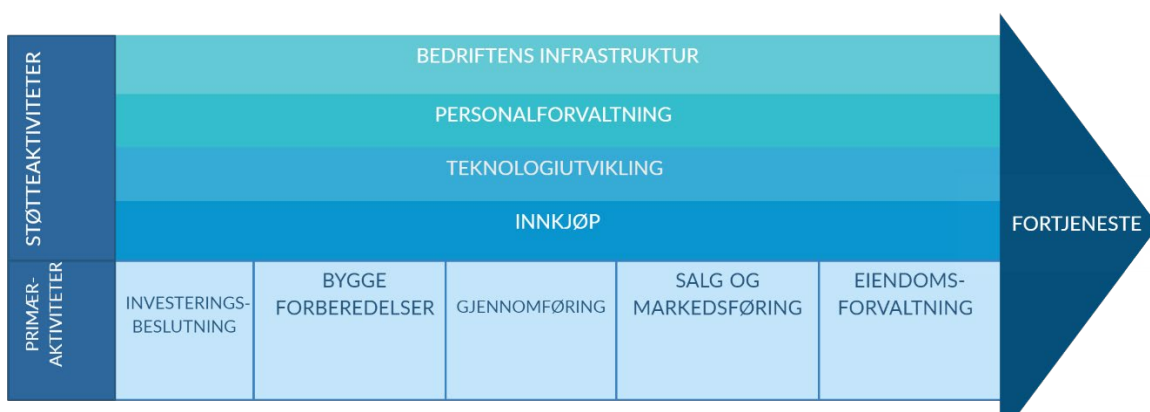 STØTTEAKTIVITETER
BEDRIFTENS INFRASTRUKTUR
PERSONALFORVALTNING
TEKNOLOGIUTVIKLING
INNKJØP
FORTJENESTE
PRIMÆR-
AKTIVITETER
INVESTERINGS-
BESLUTNING
BYGGE
FORBEREDELSER
GJENNOMFØRING
SALG OG
MARKEDSFØRING
EIENDOMS-
FORVALTNING